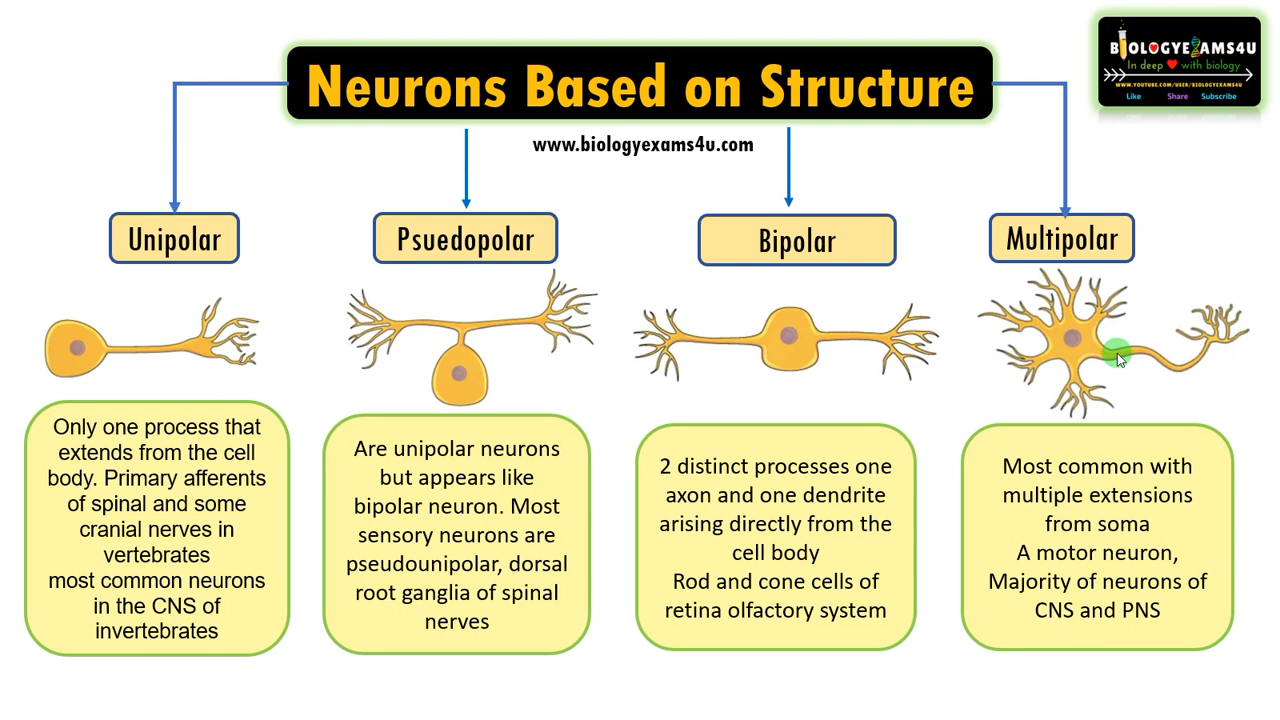 BIOLOGYEXAMS4U
In deep ❤ with biology
WWW.YOUTUBE.COM/USER/BIOLOGYEXAMS4U
Like Share Subscribe
Neurons Based on Structure
www.biologyexams4u.com
Unipolar
Psuedopolar
Bipolar
Multipolar
Only one process that
extends from the cell
body. Primary afferents
of spinal and some
cranial nerves in
vertebrates
most common neurons
in the CNS of
invertebrates
Are unipolar neurons
but appears like
bipolar neuron. Most
sensory neurons are
pseudounipolar, dorsal
root ganglia of spinal
nerves
2 distinct processes one
axon and one dendrite
arising directly from the
cell body
Rod and cone cells of
retina olfactory system
Most common with
multiple extensions
from soma
A motor neuron,
Majority of neurons of
CNS and PNS